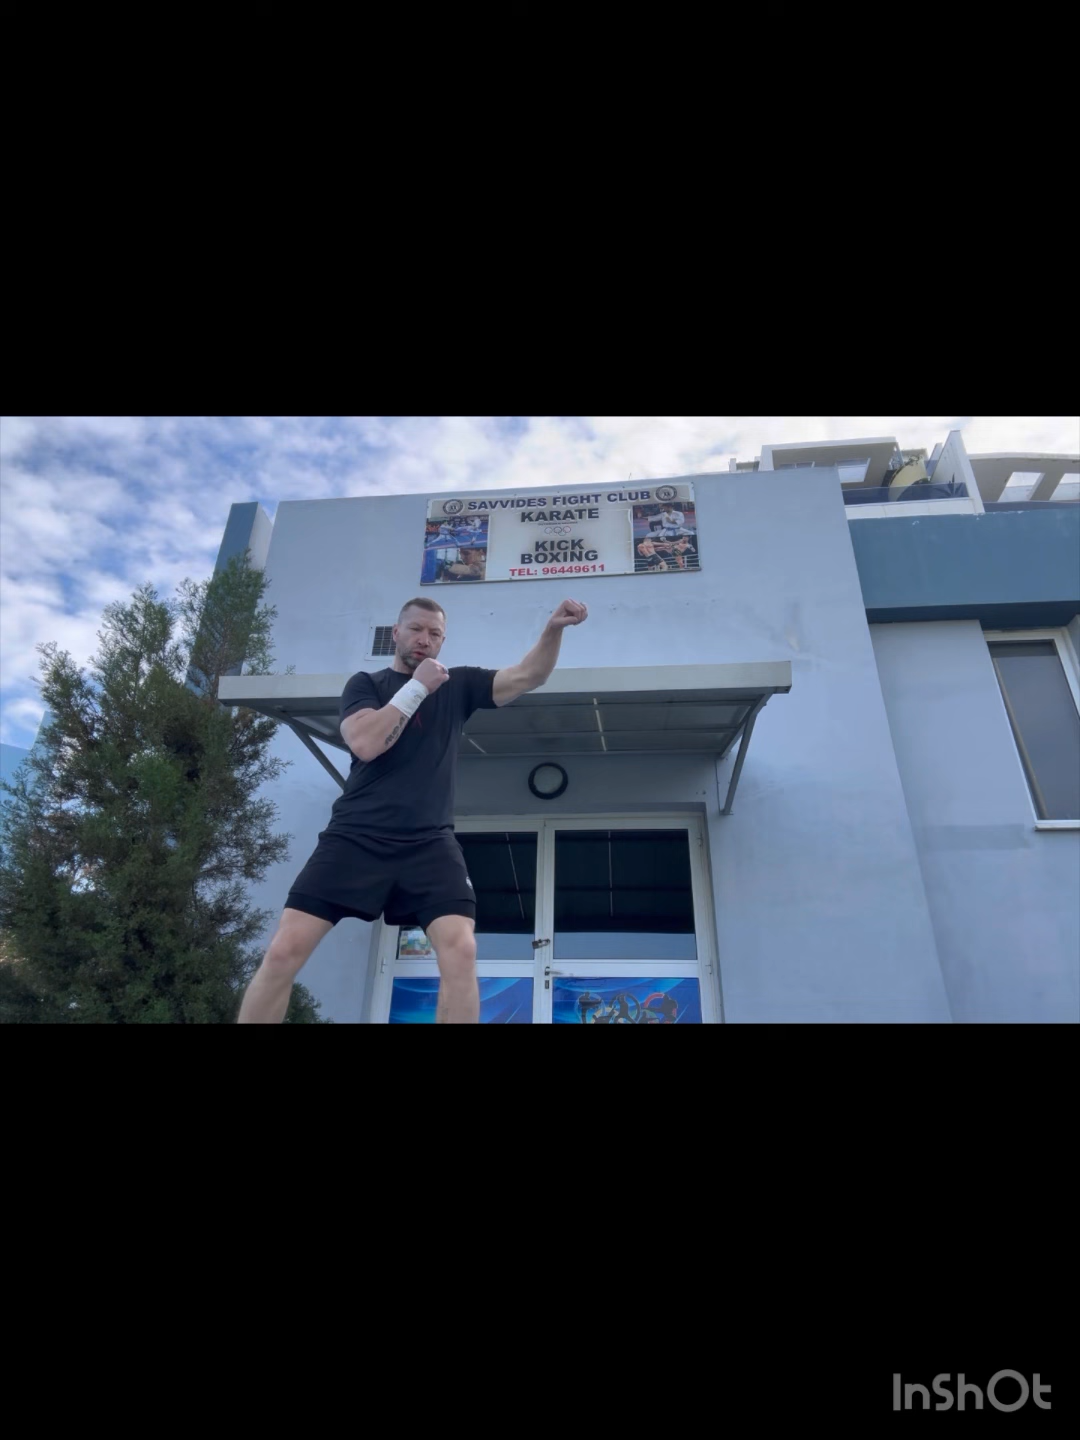 SAVVIDES FIGHT CLUB
KARATE
KICK
BOXING
TEL: 96449611
InShOt